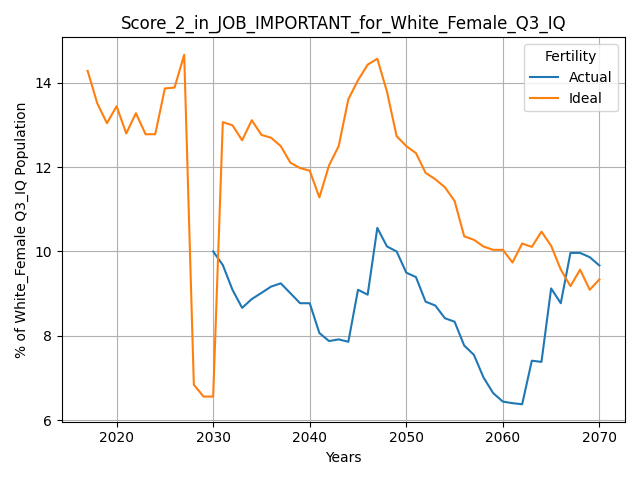 Score_2_in_JOB_IMPORTANT_for_White_Female_Q3_IQ
Fertility
Actual
Ideal
% of White_Female Q3_IQ Population
14
12
10
8
6
2020
2030
2040
2050
2060
2070
Years